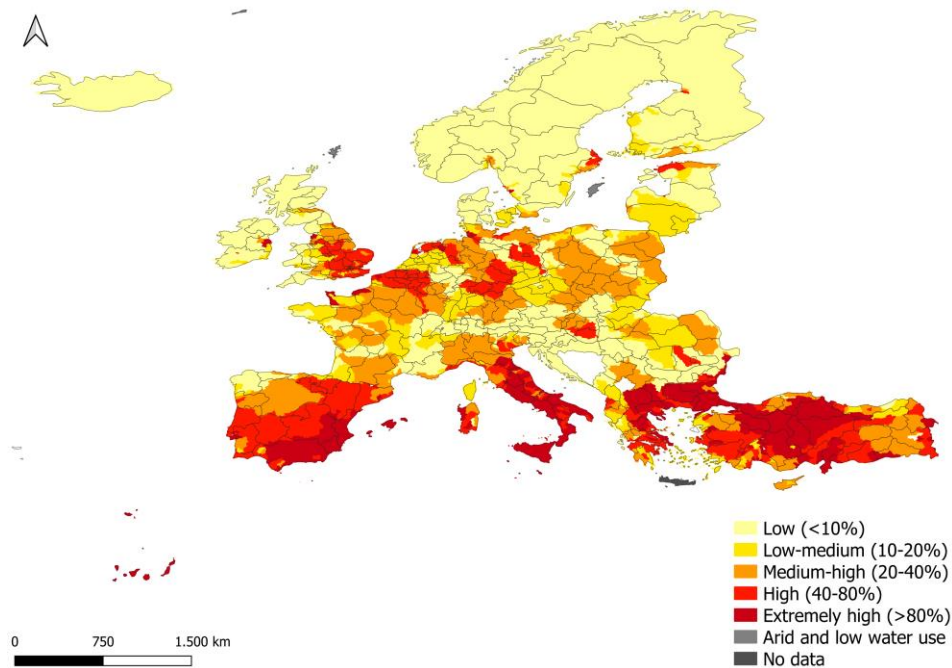 Low (<10%)
Low-medium (10-20%)
Medium-high (20-40%)
High (40-80%)
Extremely high (>80%)
Arid and low water use
No data
0 750 1.500 km